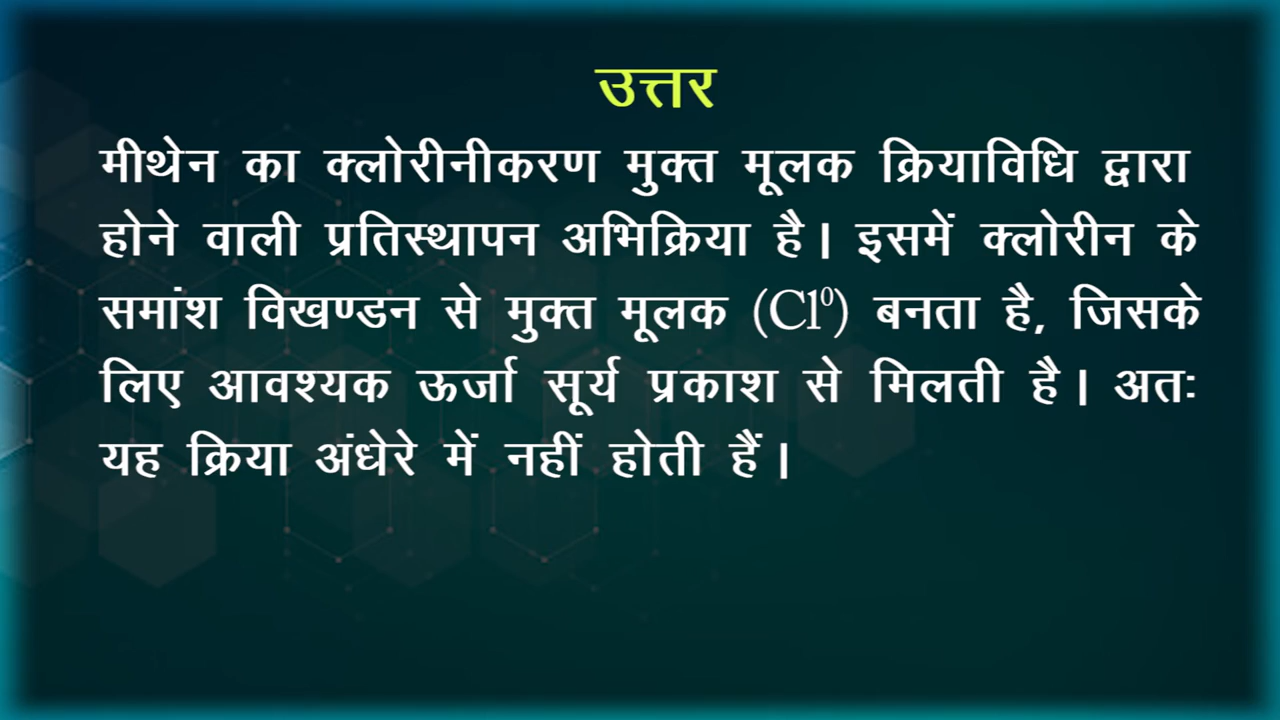 उत्तर
मीथेन का क्लोरीनीकरण मुक्त मूलक क्रियाविधि द्वारा
होने वाली प्रतिस्थापन अभिक्रिया है। इसमें क्लोरीन के
समांश विखण्डन से मुक्त मूलक (Cl⁰) बनता है, जिसके
लिए आवश्यक ऊर्जा सूर्य प्रकाश से मिलती है। अतः
यह क्रिया अंधेरे में नहीं होती हैं।